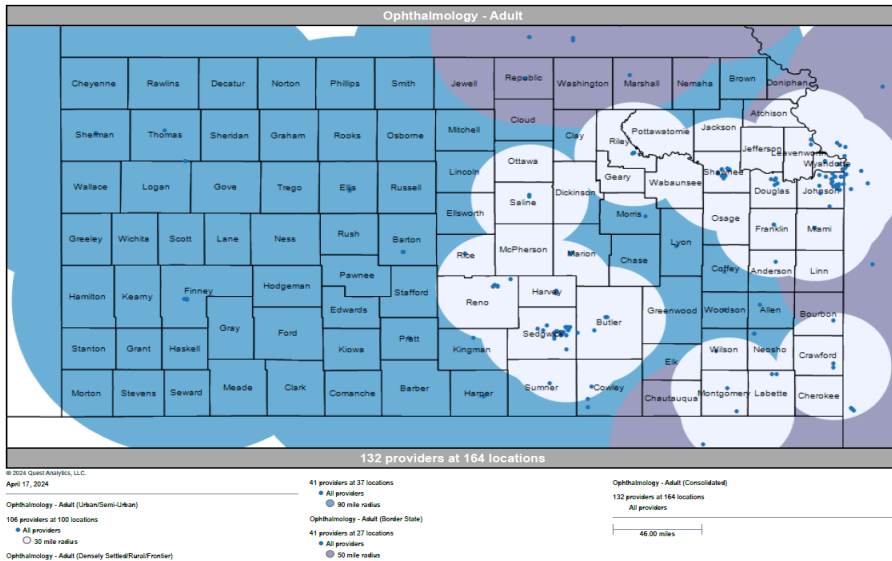 Ophthalmology - Adult
Cheyenne Rawlins Decatur Norton Phillips Smith Jewell Republic Washington Marshall Nemaha Brown Doniphan
Atchison
Sherman Thomas Sheridan Graham Rooks Osborne Mitchell Cloud Clay Riley Pottawatomie Jackson
Jefferson Leavenworth
Wyandotte
Wallace Logan Gove Trego Ellis Russell Lincoln Ottawa Geary Wabaunsee Shawnee Douglas Johnson
Saline Dickinson
Ellsworth Morris Osage
Greeley Wichita Scott Lane Ness Rush Barton Rice McPherson Marion Chase Lyon Franklin Miami
Hamilton Kearny Finney Hodgeman Pawnee Stafford Reno Harvey Coffey Anderson Linn
Gray Ford Edwards Sedgwick Butler Greenwood Woodson Allen Bourbon
Stanton Grant Haskell Kiowa Pratt Kingman Elk Wilson Neosho Crawford
Morton Stevens Seward Meade Clark Comanche Barber Harper Sumner Cowley Chautauqua Montgomery Labette Cherokee
132 providers at 164 locations
© 2024 Quest Analytics, LLC.
April 17, 2024
Ophthalmology - Adult (Urban/Semi-Urban)
106 providers at 100 locations
All providers
30 mile radius
Ophthalmology - Adult (Densely Settled/Rural/Frontier)
41 providers at 37 locations
All providers
90 mile radius
Ophthalmology - Adult (Border State)
41 providers at 27 locations
All providers
50 mile radius
Ophthalmology - Adult (Consolidated)
132 providers at 164 locations
All providers
46.00 miles